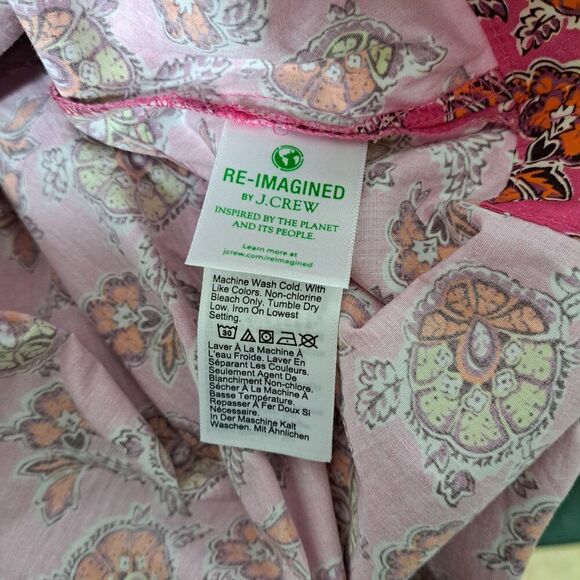 RE-IMAGINED
BY J.CREW
INSPIRED BY THE PLANET
AND ITS PEOPLE.
Learn more at
jcrew.com/reimagined
Machine Wash Cold. With
Like Colors. Non-chlorine
Bleach Only. Tumble Dry
Low. Iron On Lowest
Setting.
30
Laver À La Machine À
L'eau Froide. Laver En
Séparant Les Couleurs.
Seulement Agent De
Blanchiment Non-chlore.
Sécher À La Machine À
Basse Température.
Repasser À Fer Doux Si
Nécessaire.
In Der Maschine Kalt
Waschen. Mit Ähnlichen